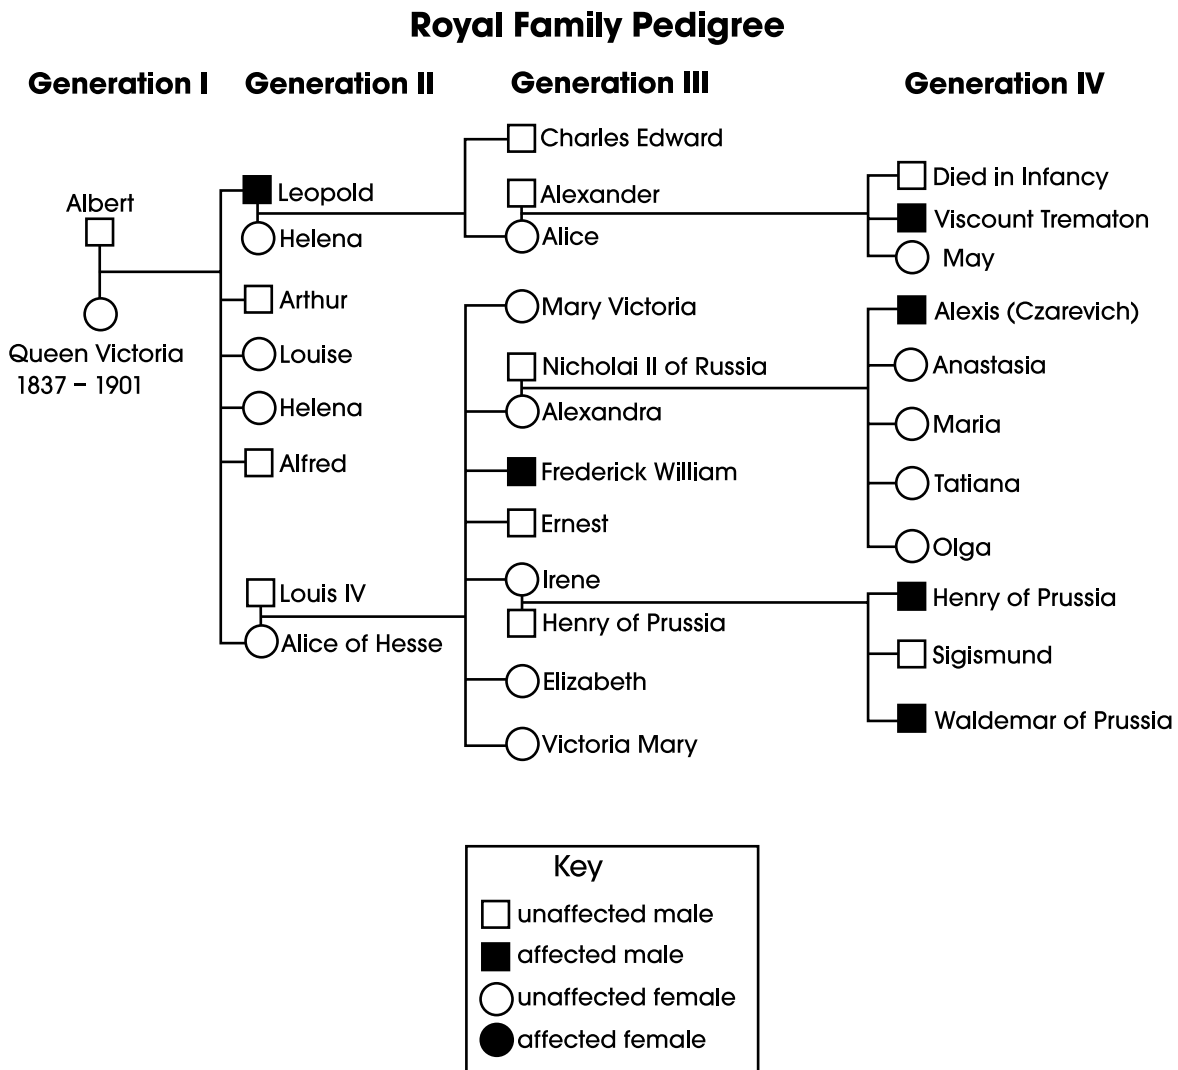 Royal Family Pedigree
Generation I
Generation II
Generation III
Generation IV
Albert
Queen Victoria
1837 – 1901
Leopold
Helena
Arthur
Louise
Helena
Alfred
Louis IV
Alice of Hesse
Charles Edward
Alexander
Alice
Mary Victoria
Nicholai II of Russia
Alexandra
Frederick William
Ernest
Irene
Henry of Prussia
Elizabeth
Victoria Mary
Died in Infancy
Viscount Trematon
May
Alexis (Czarevich)
Anastasia
Maria
Tatiana
Olga
Henry of Prussia
Sigismund
Waldemar of Prussia
Key
unaffected male
affected male
unaffected female
affected female